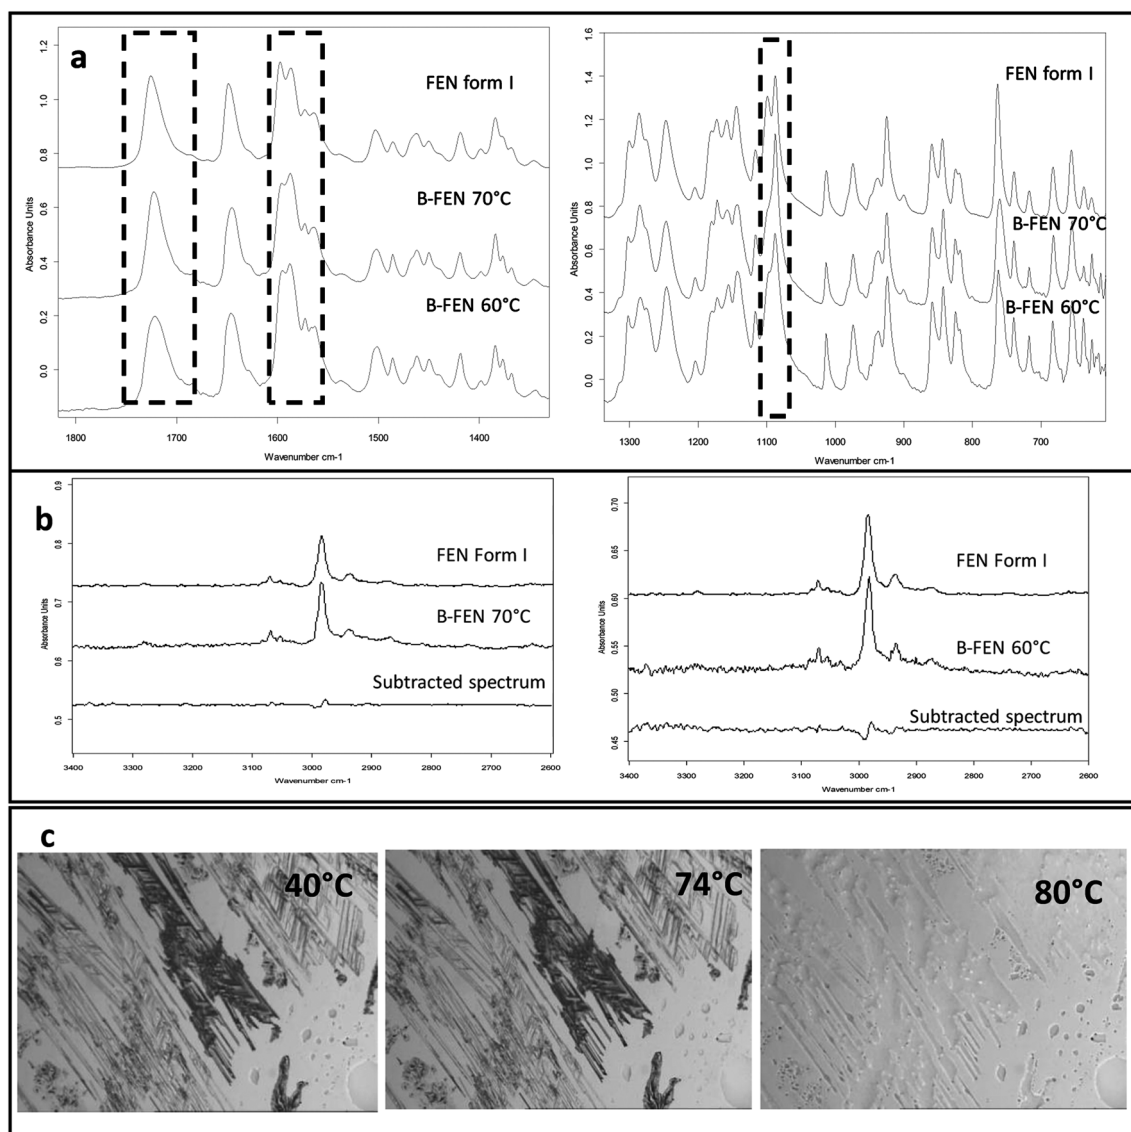 a
1.2
1.0
0.8
0.6
0.4
0.2
0.0
Absorbance Units
FEN form I
B-FEN 70°C
B-FEN 60°C
1800
1700
1600
1500
1400
Wavenumber cm-1
1.6
1.4
1.2
1.0
0.8
0.6
0.4
0.2
0.0
Absorbance Units
FEN form I
B-FEN 70°C
B-FEN 60°C
1300
1200
1100
1000
900
800
700
Wavenumber cm-1
b
0.9
0.8
0.7
0.6
0.5
Absorbance Units
FEN Form I
B-FEN 70°C
Subtracted spectrum
3400
3300
3200
3100
3000
2900
2800
2700
2600
Wavenumber cm-1
0.70
0.65
0.60
0.55
0.50
0.45
Absorbance Units
FEN Form I
B-FEN 60°C
Subtracted spectrum
3400
3300
3200
3100
3000
2900
2800
2700
2600
Wavenumber cm-1
c
40°C
74°C
80°C